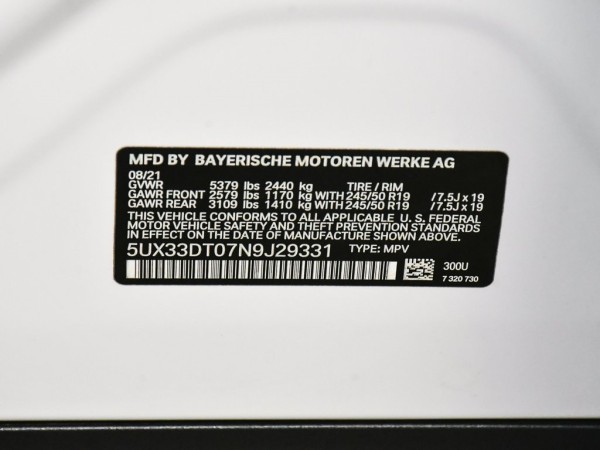 MFD BY BAYERISCHE MOTOREN WERKE AG
08/21
GVWR 5379 lbs 2440 kg TIRE / RIM
GAWR FRONT 2579 lbs 1170 kg WITH 245/50 R19 /7.5J x 19
GAWR REAR 3109 lbs 1410 kg WITH 245/50 R19 /7.5J x 19
THIS VEHICLE CONFORMS TO ALL APPLICABLE U. S. FEDERAL
MOTOR VEHICLE SAFETY AND THEFT PREVENTION STANDARDS
IN EFFECT ON THE DATE OF MANUFACTURE SHOWN ABOVE.
5UX33DT07N9J29331 TYPE: MPV
300U
7 320 730